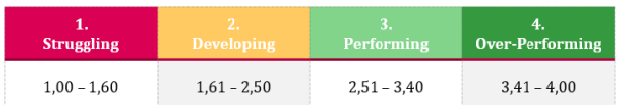 1. 2. 3. 4.
Struggling Developing Performing Over-Performing
1,00 – 1,60 1,61 – 2,50 2,51 – 3,40 3,41 – 4,00